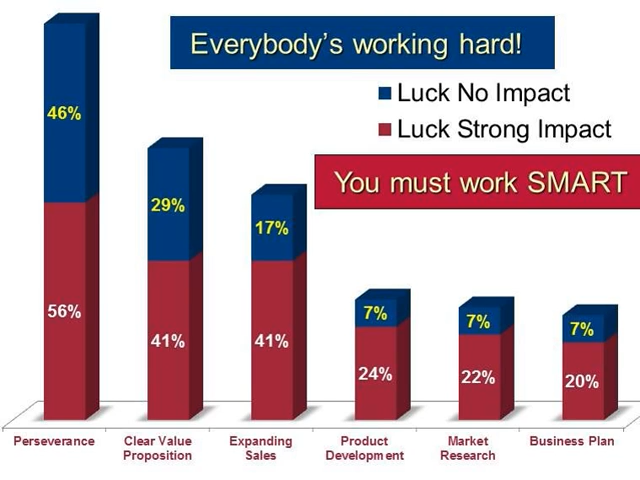 Everybody's working hard!
Luck No Impact
Luck Strong Impact
You must work SMART
46%
29%
17%
7%
7%
7%
56%
41%
41%
24%
22%
20%
Perseverance
Clear Value
Proposition
Expanding
Sales
Product
Development
Market
Research
Business Plan